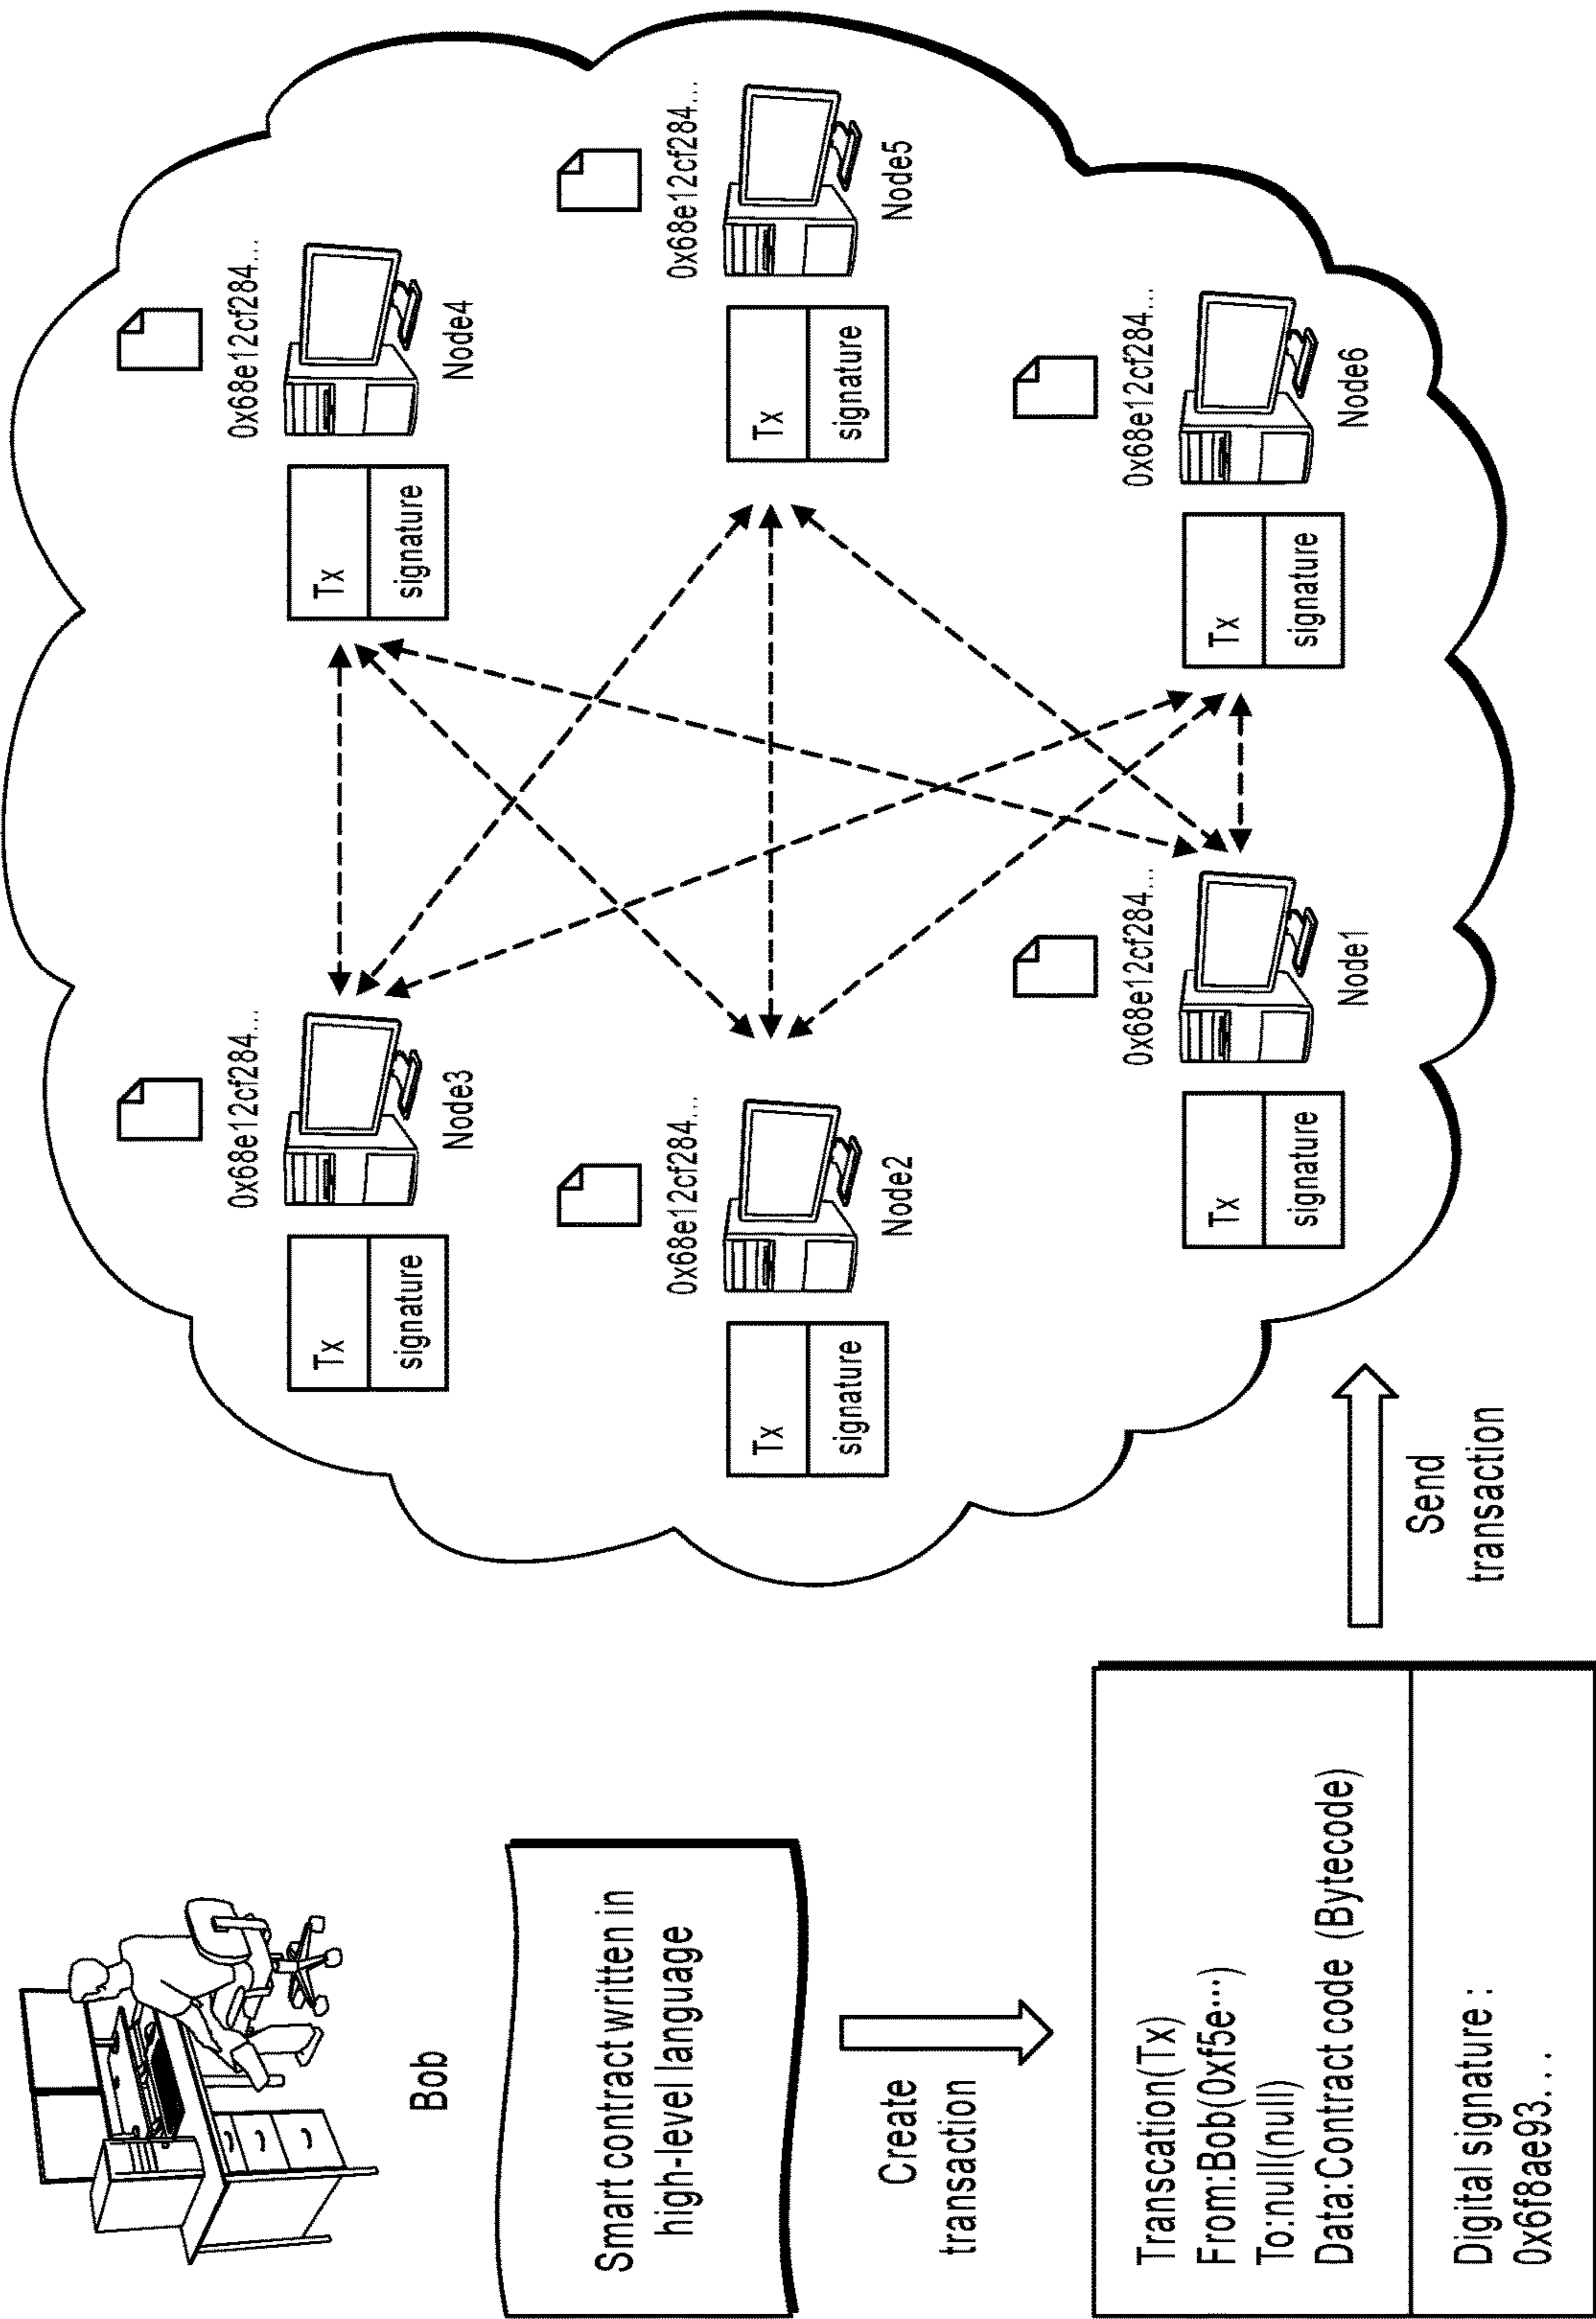 Bob
Smart contract written in
high-level language
Create
transaction
Transcation(Tx)
From:Bob(0xf5e···)
To:null(null)
Data:Contract code (Bytecode)
Digital signature :
0x6f8ae93...
Send
transaction
0x68e12cf284...
Tx
signature
Node3
0x68e12cf284...
Tx
signature
Node4
0x68e12cf284...
Tx
signature
Node2
0x68e12cf284...
Tx
signature
Node5
0x68e12cf284...
Tx
signature
Node1
0x68e12cf284...
Tx
signature
Node6